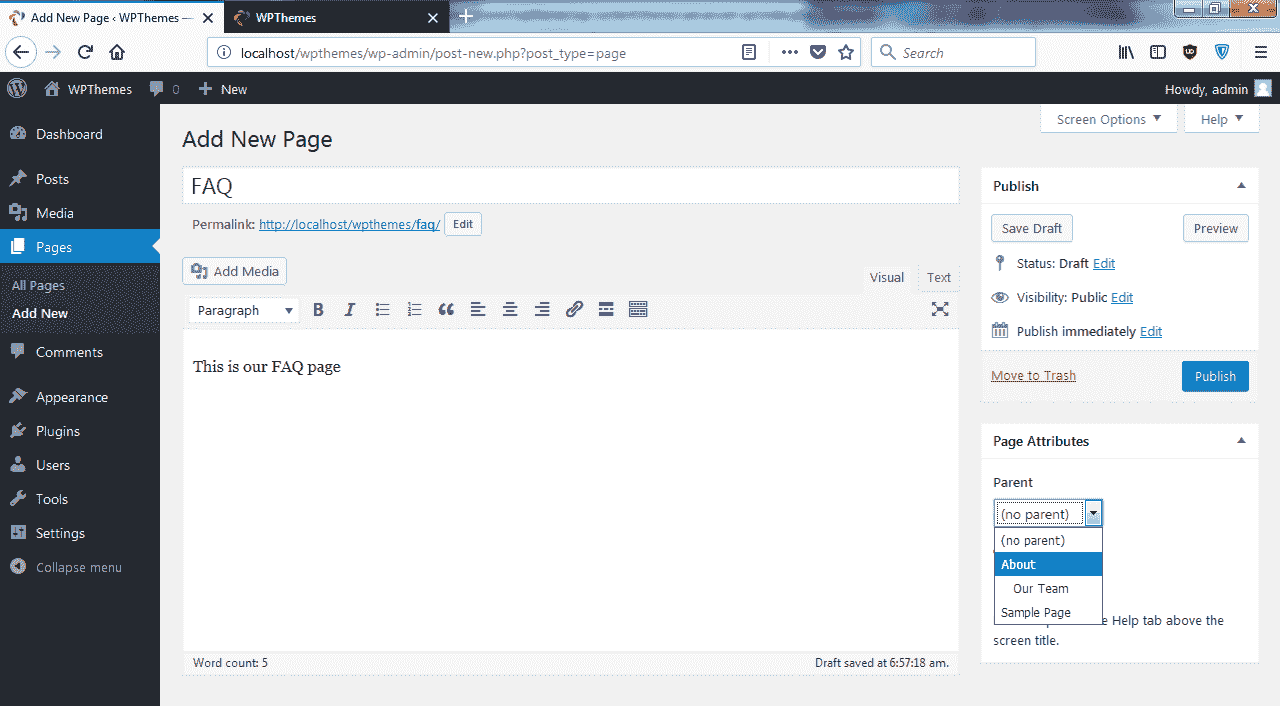 Add New Page ‹ WPThemes —
WPThemes
localhost/wpthemes/wp-admin/post-new.php?post_type=page
Search
WPThemes
0
New
Howdy, admin
Dashboard
Posts
Media
Pages
All Pages
Add New
Comments
Appearance
Plugins
Users
Tools
Settings
Collapse menu
Screen Options
Help
Add New Page
FAQ
Permalink: http://localhost/wpthemes/faq/ Edit
Add Media
Visual
Text
Paragraph
This is our FAQ page
Word count: 5
Draft saved at 6:57:18 am.
Publish
Save Draft
Preview
Status: Draft Edit
Visibility: Public Edit
Publish immediately Edit
Move to Trash
Publish
Page Attributes
Parent
(no parent)
(no parent)
About
Our Team
Sample Page
Help tab above the
screen title.